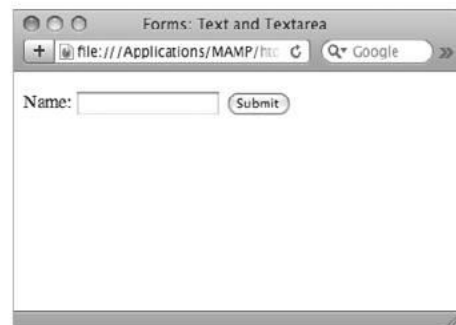 Forms: Text and Textarea
+ file:///Applications/MAMP/htc Google »
Name: Submit